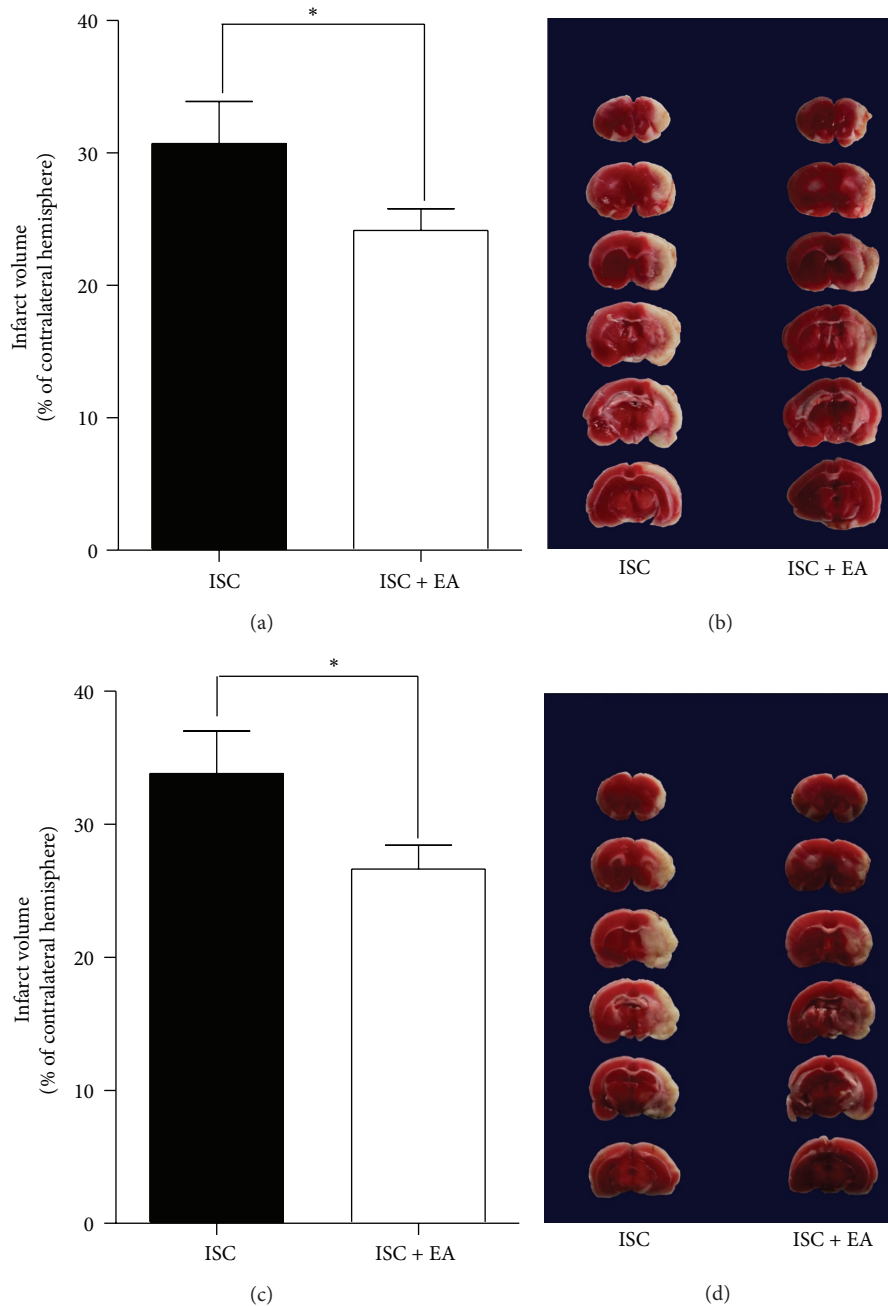 *
40
30
20
10
0
Infarct volume
(% of contralateral hemisphere)
ISC
ISC + EA
(a)
ISC
ISC + EA
(b)
*
40
30
20
10
0
Infarct volume
(% of contralateral hemisphere)
ISC
ISC + EA
(c)
ISC
ISC + EA
(d)